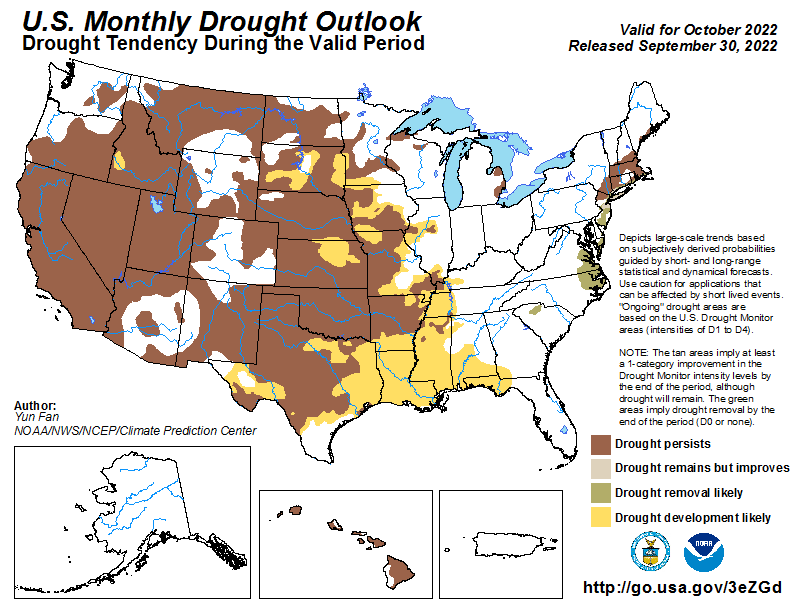 U.S. Monthly Drought Outlook
Drought Tendency During the Valid Period
Valid for October 2022
Released September 30, 2022
Depicts large-scale trends based
on subjectively derived probabilities
guided by short- and long-range
statistical and dynamical forecasts.
Use caution for applications that
can be affected by short lived events.
"Ongoing" drought areas are
based on the U.S. Drought Monitor
areas (intensities of D1 to D4).
NOTE: The tan areas imply at least
a 1-category improvement in the
Drought Monitor intensity levels by
the end of the period, although
drought will remain. The green
areas imply drought removal by the
end of the period (D0 or none).
Author:
Yun Fan
NOAA/NWS/NCEP/Climate Prediction Center
Drought persists
Drought remains but improves
Drought removal likely
Drought development likely
NOAA
http://go.usa.gov/3eZGd